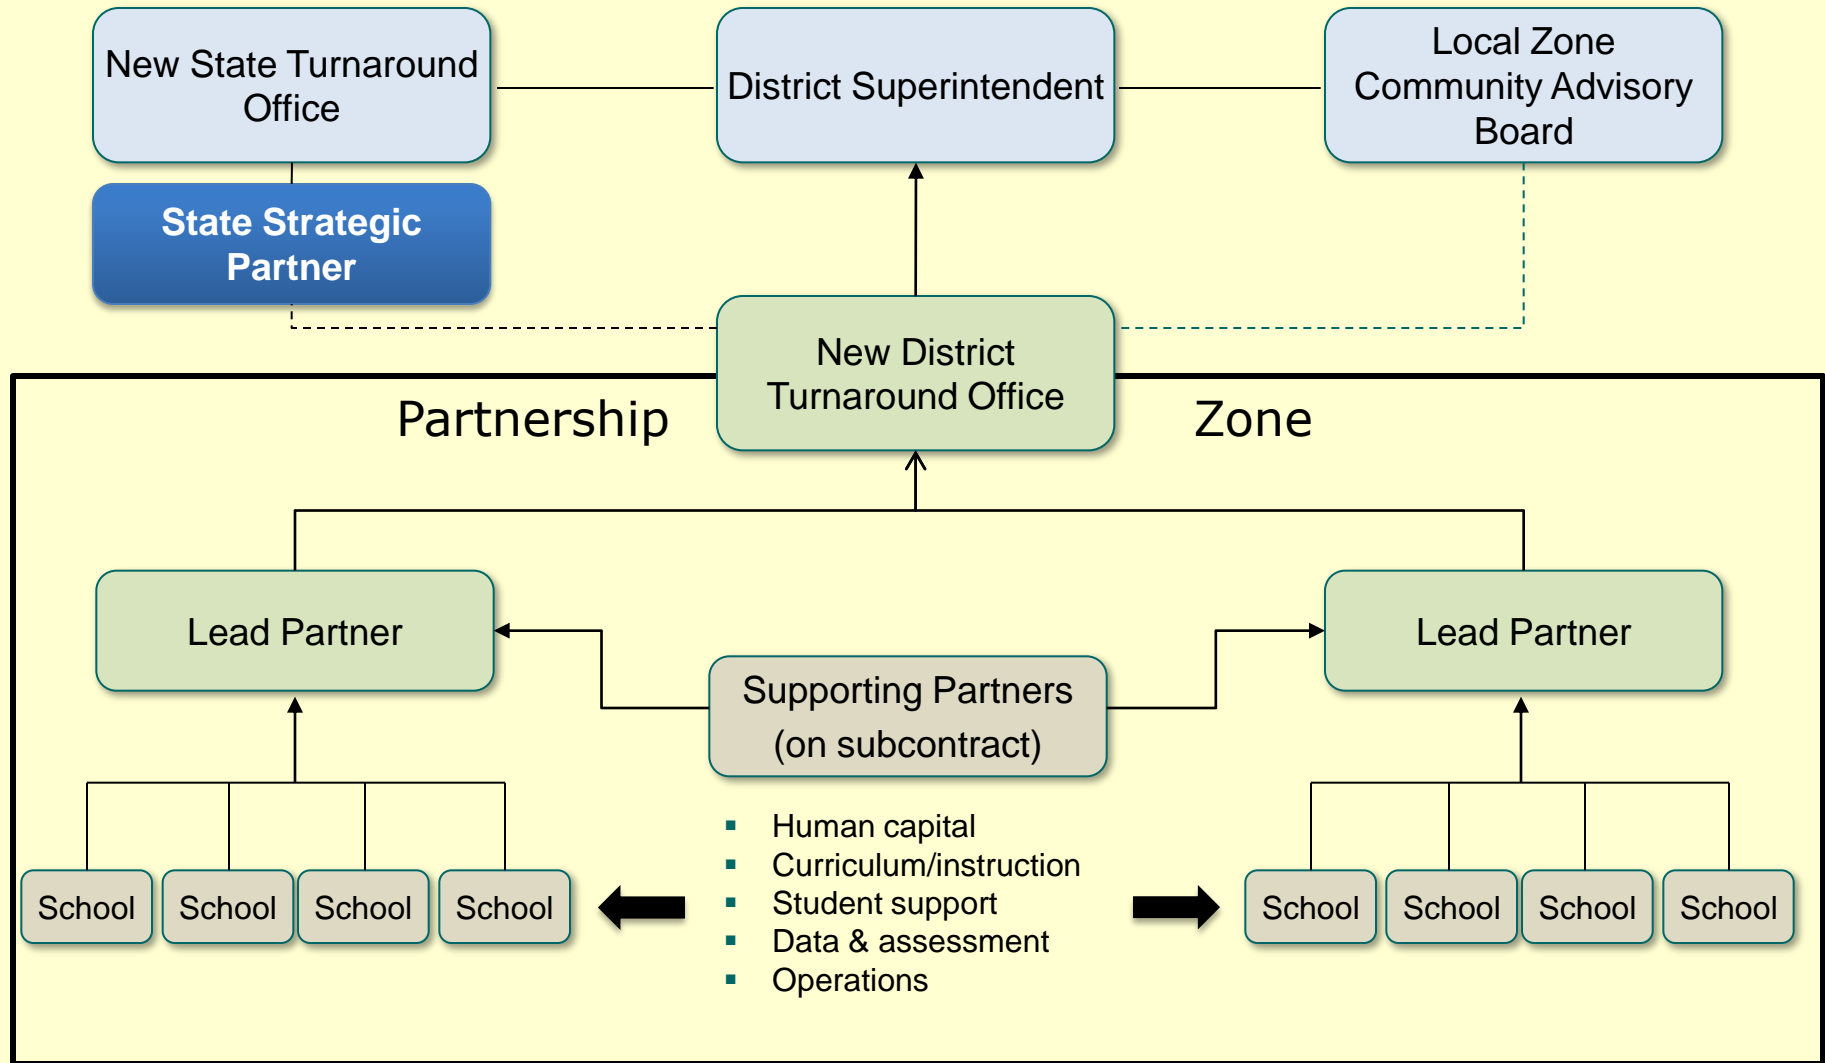 New State Turnaround
Office
District Superintendent
Local Zone
Community Advisory
Board
State Strategic
Partner
New District
Turnaround Office
Partnership
Zone
Lead Partner
Lead Partner
Supporting Partners
(on subcontract)
School
School
School
School
▪ Human capital
▪ Curriculum/instruction
▪ Student support
▪ Data & assessment
▪ Operations
School
School
School
School